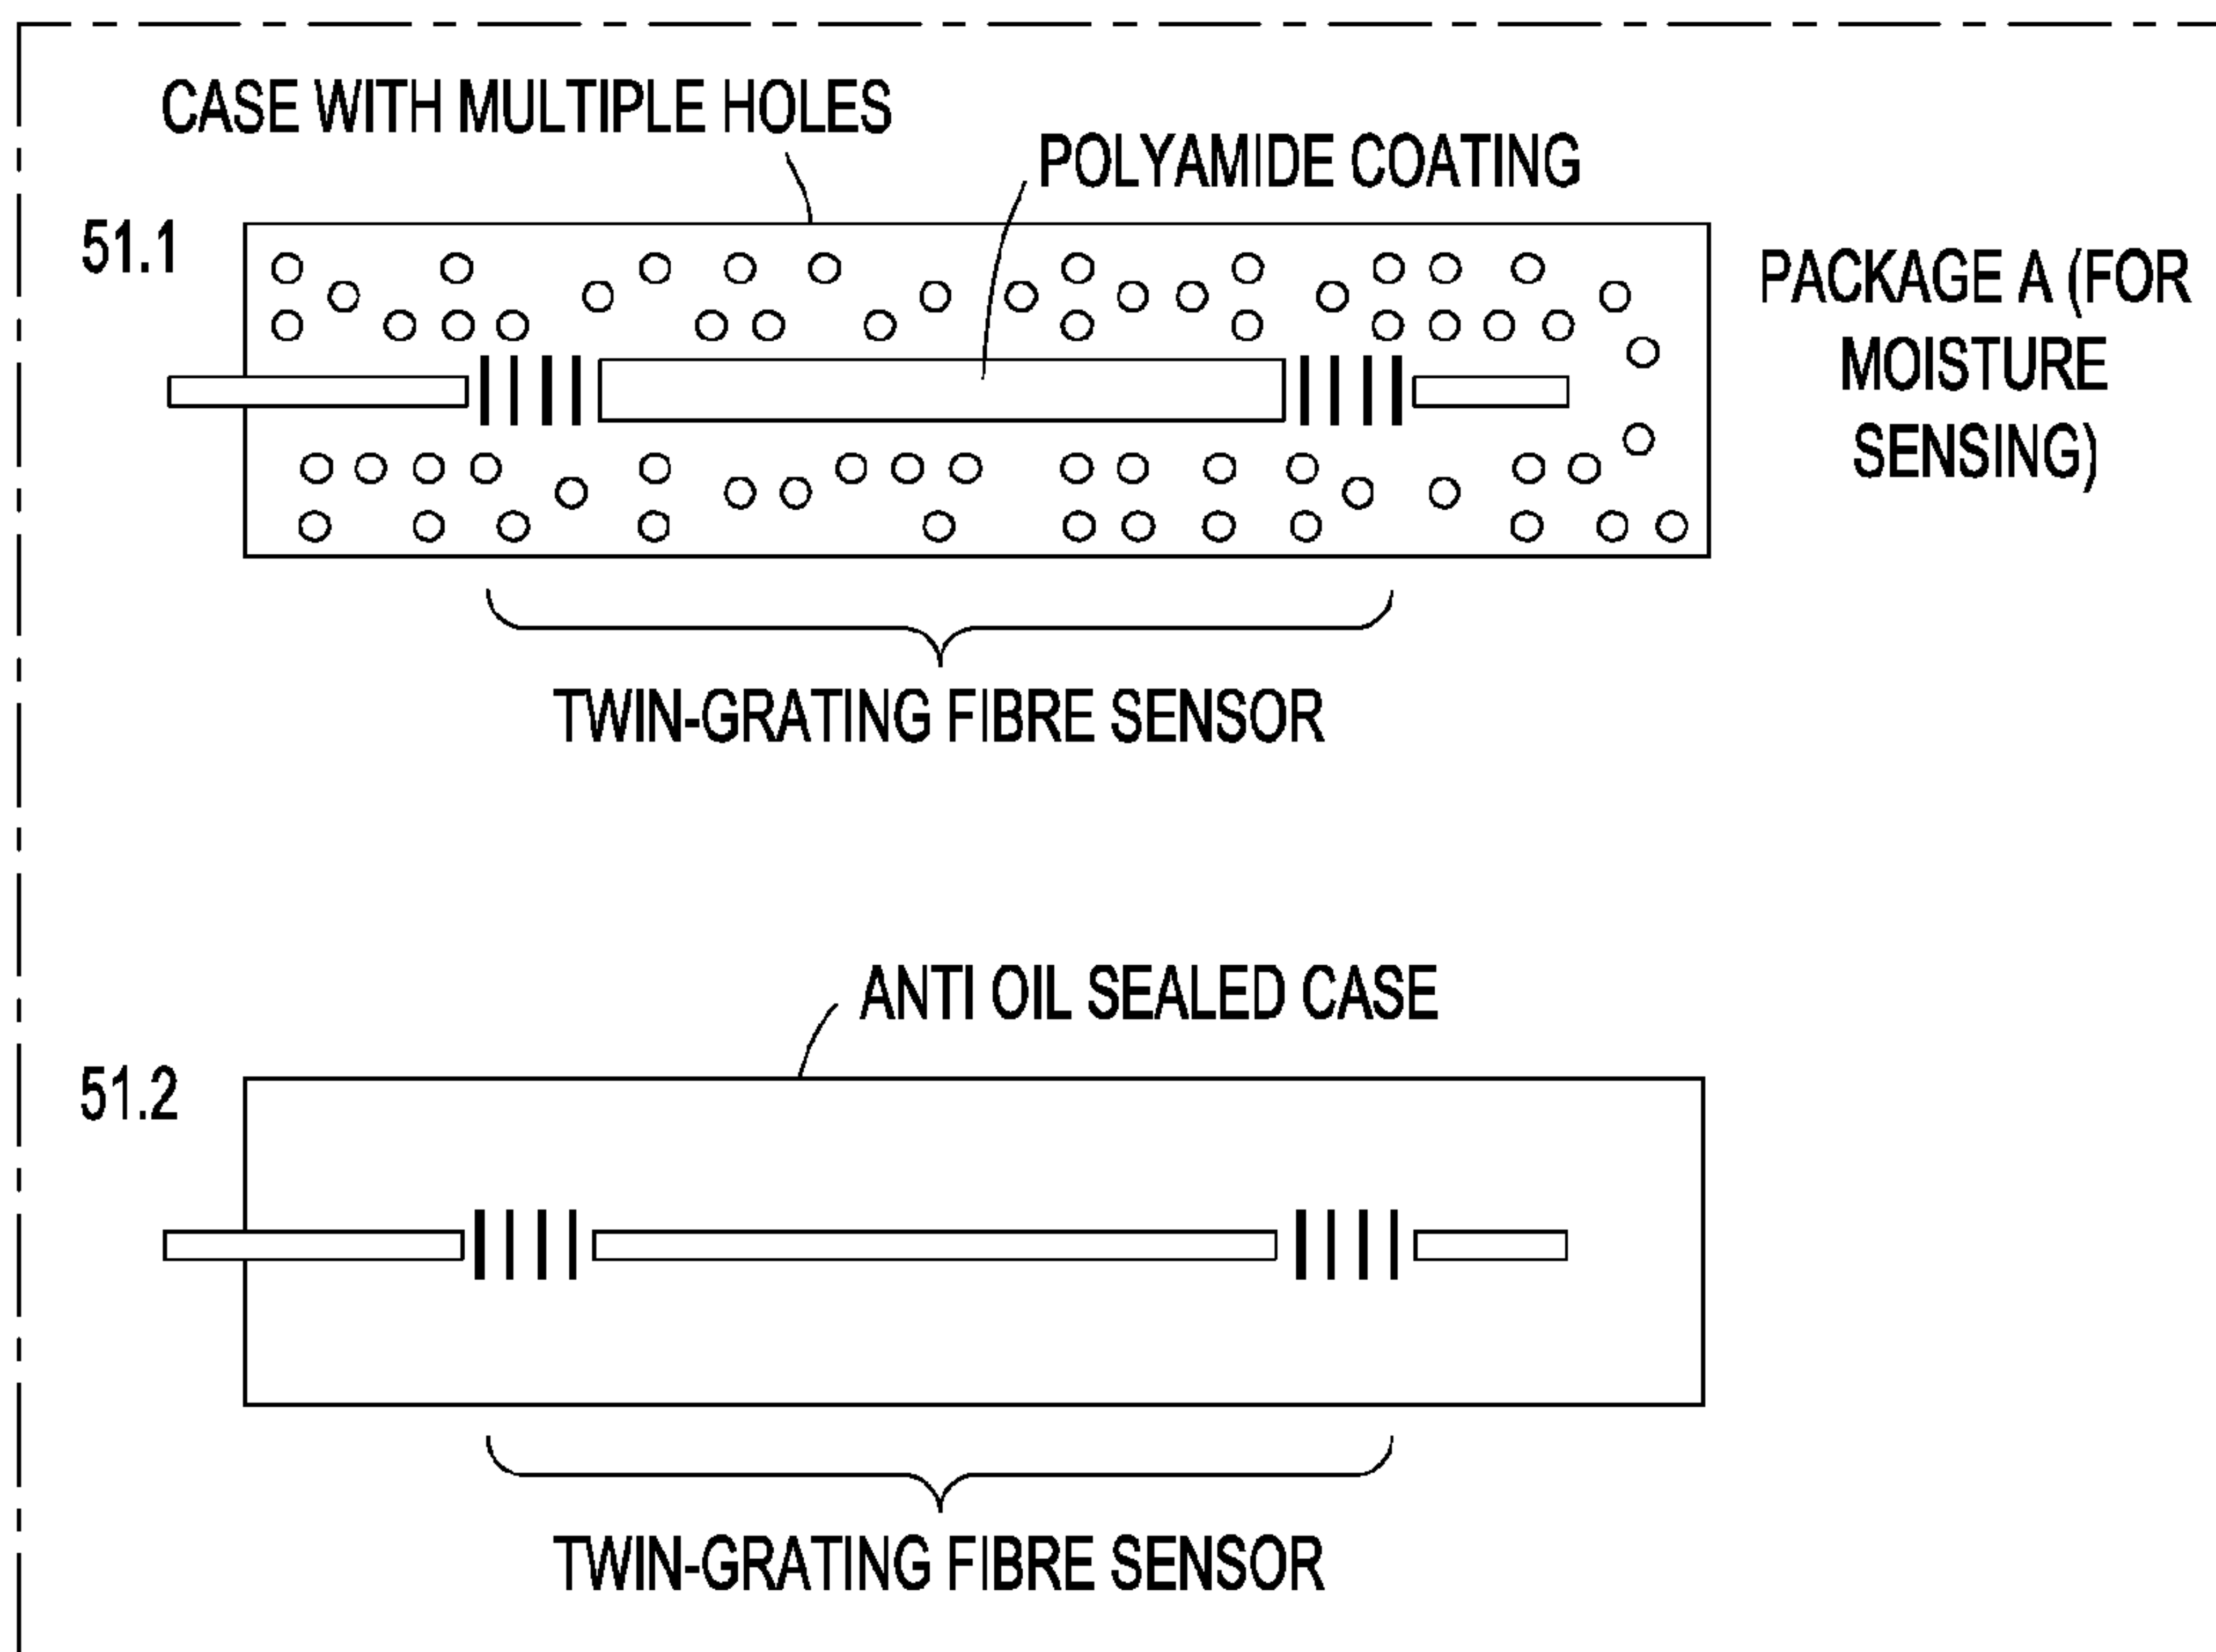 CASE WITH MULTIPLE HOLES
POLYAMIDE COATING
51.1
PACKAGE A (FOR
MOISTURE
SENSING)
TWIN-GRATING FIBRE SENSOR
ANTI OIL SEALED CASE
51.2
TWIN-GRATING FIBRE SENSOR